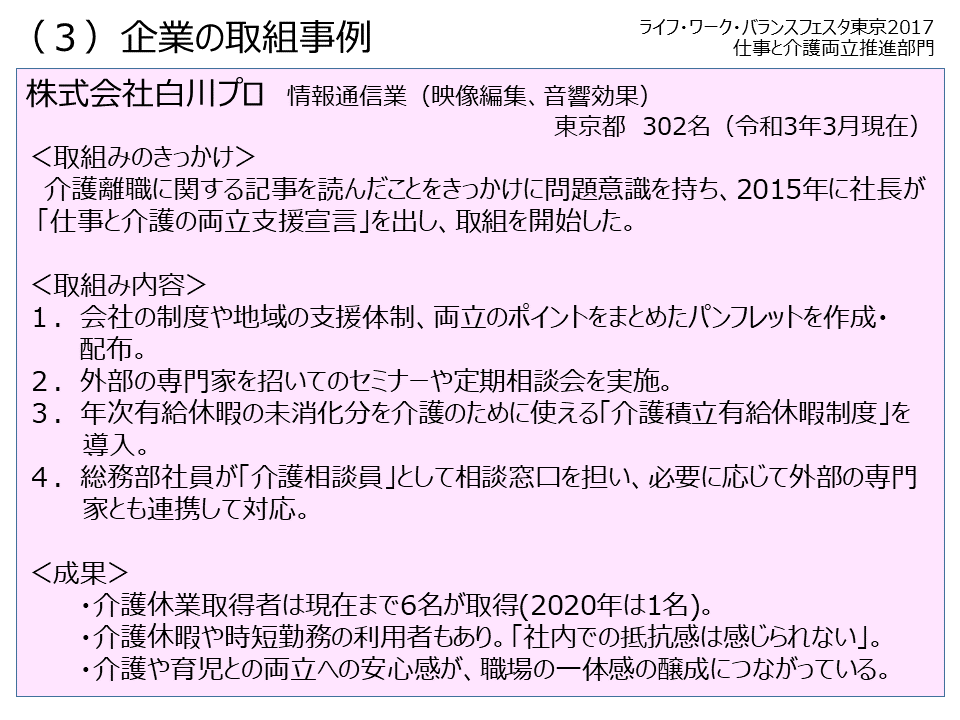 （３）企業の取組事例
ライフ・ワーク・バランスフェスタ東京2017
仕事と介護両立推進部門
株式会社白川プロ 情報通信業（映像編集、音響効果）
東京都 302名（令和3年3月現在）
＜取組みのきっかけ＞
介護離職に関する記事を読んだことをきっかけに問題意識を持ち、2015年に社長が
「仕事と介護の両立支援宣言」を出し、取組を開始した。
＜取組み内容＞
１．会社の制度や地域の支援体制、両立のポイントをまとめたパンフレットを作成・
配布。
２．外部の専門家を招いてのセミナーや定期相談会を実施。
３．年次有給休暇の未消化分を介護のために使える「介護積立有給休暇制度」を
導入。
４．総務部社員が「介護相談員」として相談窓口を担い、必要に応じて外部の専門
家とも連携して対応。
＜成果＞
・介護休業取得者は現在まで6名が取得(2020年は1名)。
・介護休暇や時短勤務の利用者もあり。「社内での抵抗感は感じられない」。
・介護や育児との両立への安心感が、職場の一体感の醸成につながっている。